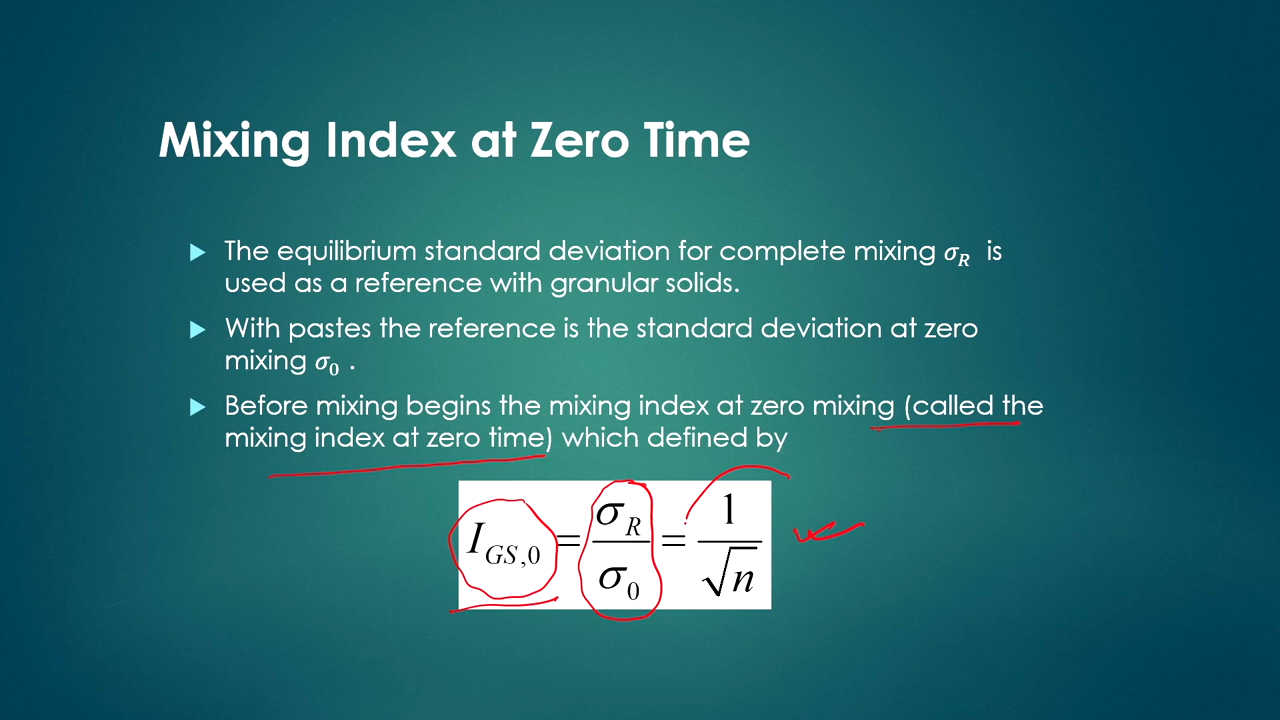 Mixing Index at Zero Time
The equilibrium standard deviation for complete mixing σ_R is
used as a reference with granular solids.
With pastes the reference is the standard deviation at zero
mixing σ_0 .
Before mixing begins the mixing index at zero mixing (called the
mixing index at zero time) which defined by
I_{GS,0} = σ_R / σ_0 = 1 / √n